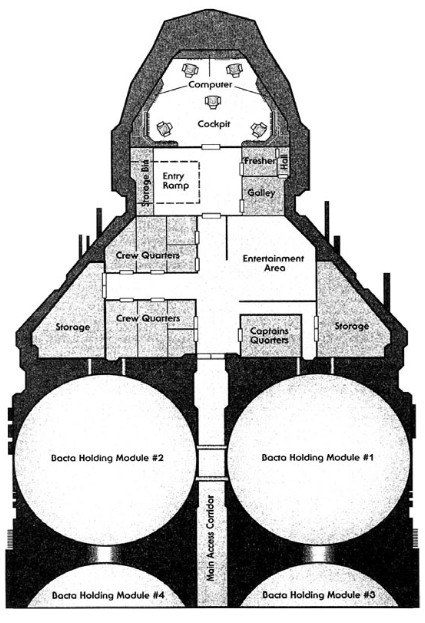 Computer
Cockpit
Storage Bin
Entry
Ramp
Fresher
Hall
Galley
Crew Quarters
Entertainment
Area
Storage
Crew Quarters
Captains
Quarters
Storage
Bacta Holding Module #2
Bacta Holding Module #1
Main Access Corridor
Bacta Holding Module #4
Bacta Holding Module #3